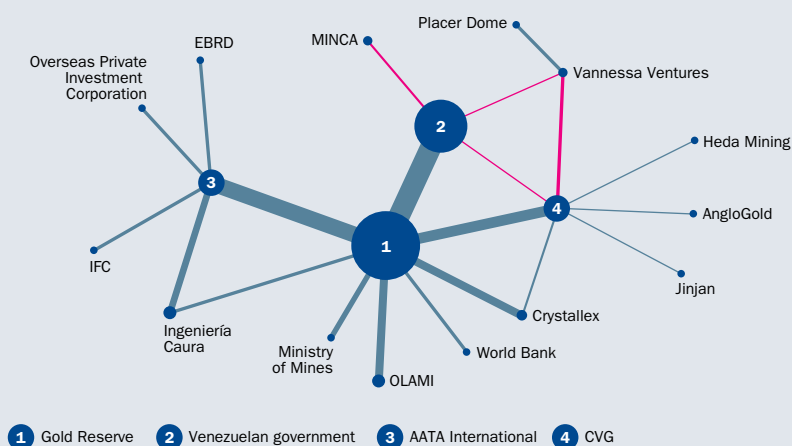 Placer Dome
MINCA
EBRD
Overseas Private
Investment
Corporation
Vannessa Ventures
2
Heda Mining
3
4
AngloGold
1
IFC
Jinjan
Crystallex
Ingeniería
Caura
Ministry
of Mines
World Bank
OLAMI
1 Gold Reserve 2 Venezuelan government 3 AATA International 4 CVG